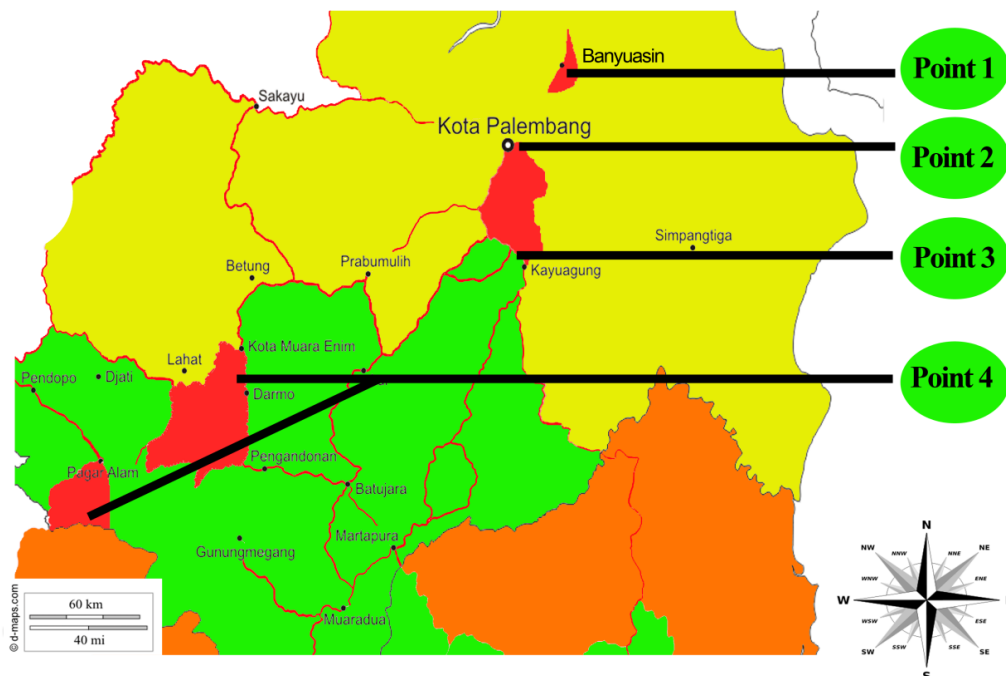 Banyuasin
Point 1
Sakayu
Kota Palembang
Point 2
Simpangtiga
Point 3
Kayuagung
Betung
Prabumulih
Kota Muara Enim
Lahat
Djati
Pendopo
Point 4
Darmo
Pagar Alam
Pengandonan
Batujara
Martapura
Gunungmegang
Muaradua
© d-maps.com
60 km
40 mi
N
NNW
NNE
NW
NE
WNW
ENE
W
WSW
ESE
SW
SSW
SSE
SE
S